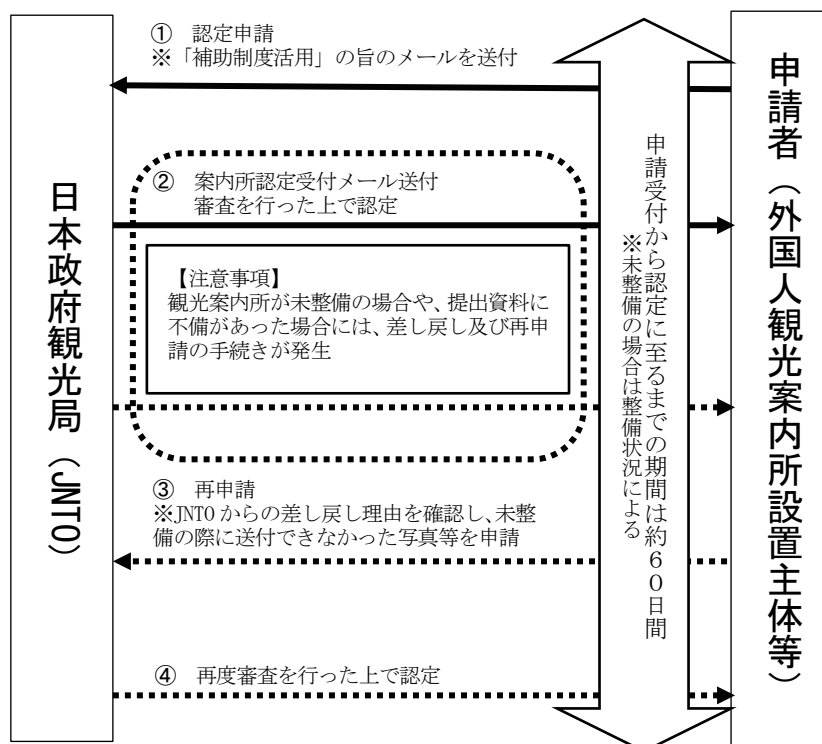 ① 認定申請
※「補助制度活用」の旨のメールを送付
日本政府観光局(JNTO)
② 案内所認定受付メール送付
審査を行った上で認定
【注意事項】
観光案内所が未整備の場合や、提出資料に
不備があった場合には、差し戻し及び再申
請の手続きが発生
③ 再申請
※JNTOからの差し戻し理由を確認し、未整
備の際に送付できなかった写真等を申請
④ 再度審査を行った上で認定
申請受付から認定に至るまでの期間は約60日間
※未整備の場合は整備状況による
申請者(外国人観光案内所設置主体等)